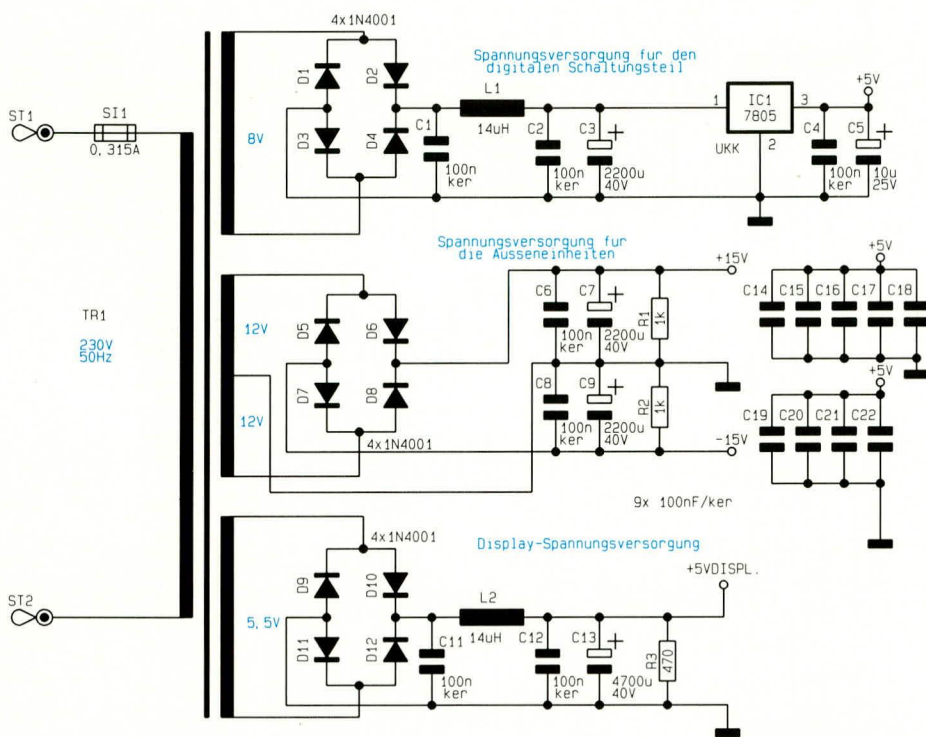 4x1N4001
Spannungsversorgung fur den
digitalen Schaltungsteil
D1
D2
L1
IC1
7805
+5V
1
3
2
ST1
SI1
0,315A
8V
D3
D4
C1
14uH
C2
C3
+
UKK
C4
C5
+
100n
ker
100n
ker
2200u
40V
100n
ker
10u
25V
Spannungsversorgung fur
die Ausseneinheiten
+15V
+5V
TR1
230V
50Hz
12V
D5
D6
C6
C7
+
R1
1k
C14
C15
C16
C17
C18
100n
ker
2200u
40V
12V
D7
D8
C8
C9
+
R2
1k
+5V
C19
C20
C21
C22
100n
ker
2200u
40V
4x1N4001
-15V
9x 100nF/ker
4x1N4001
Display-Spannungsversorgung
+5VDISPL.
ST2
5,5V
D9
D10
L2
D11
D12
C11
14uH
C12
C13
+
R3
470
100n
ker
100n
ker
4700u
40V